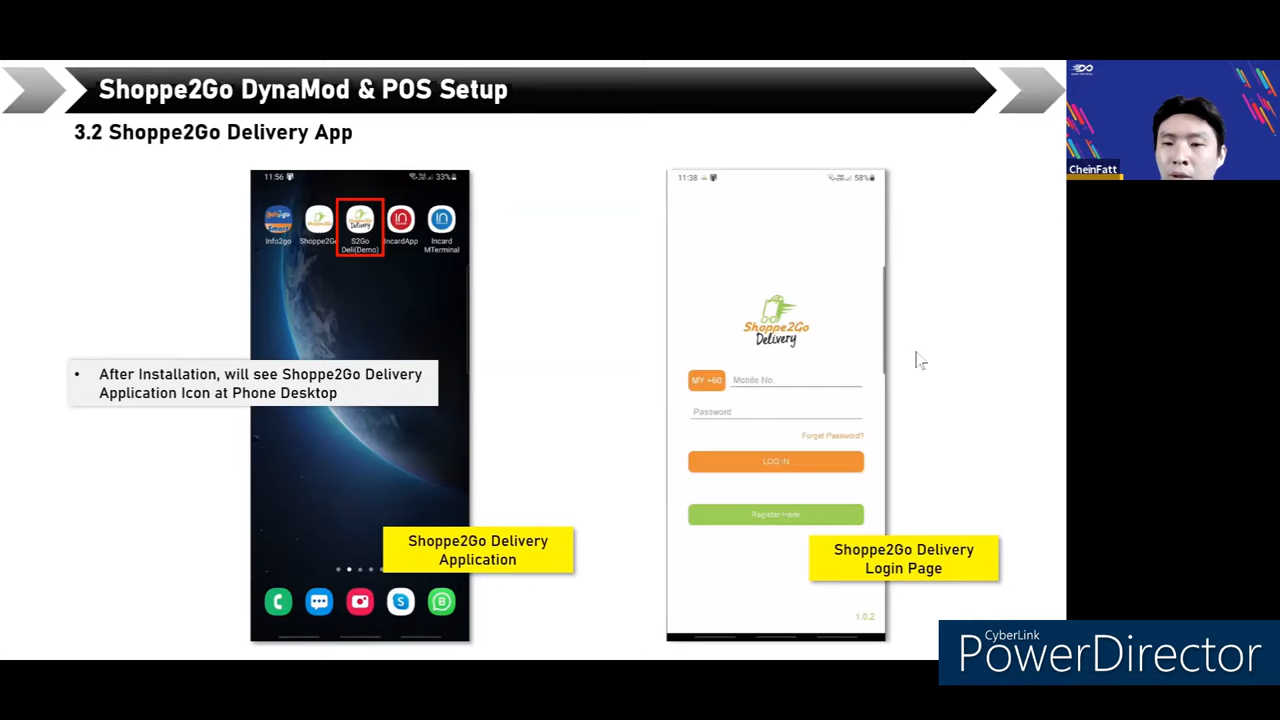 Shoppe2Go DynaMod & POS Setup
3.2 Shoppe2Go Delivery App
CheinFatt
11:56
33%
Info2go
Shoppe2G
S2Go
Deli(Demo)
IncardApp
Incard
MTerminal
• After Installation, will see Shoppe2Go Delivery
Application Icon at Phone Desktop
Shoppe2Go Delivery
Application
11:38
58%
Shoppe2Go
Delivery
MY +60
Mobile No.
Password
Forget Password?
LOG IN
Register Here!
Shoppe2Go Delivery
Login Page
1.0.2
CyberLink
PowerDirector